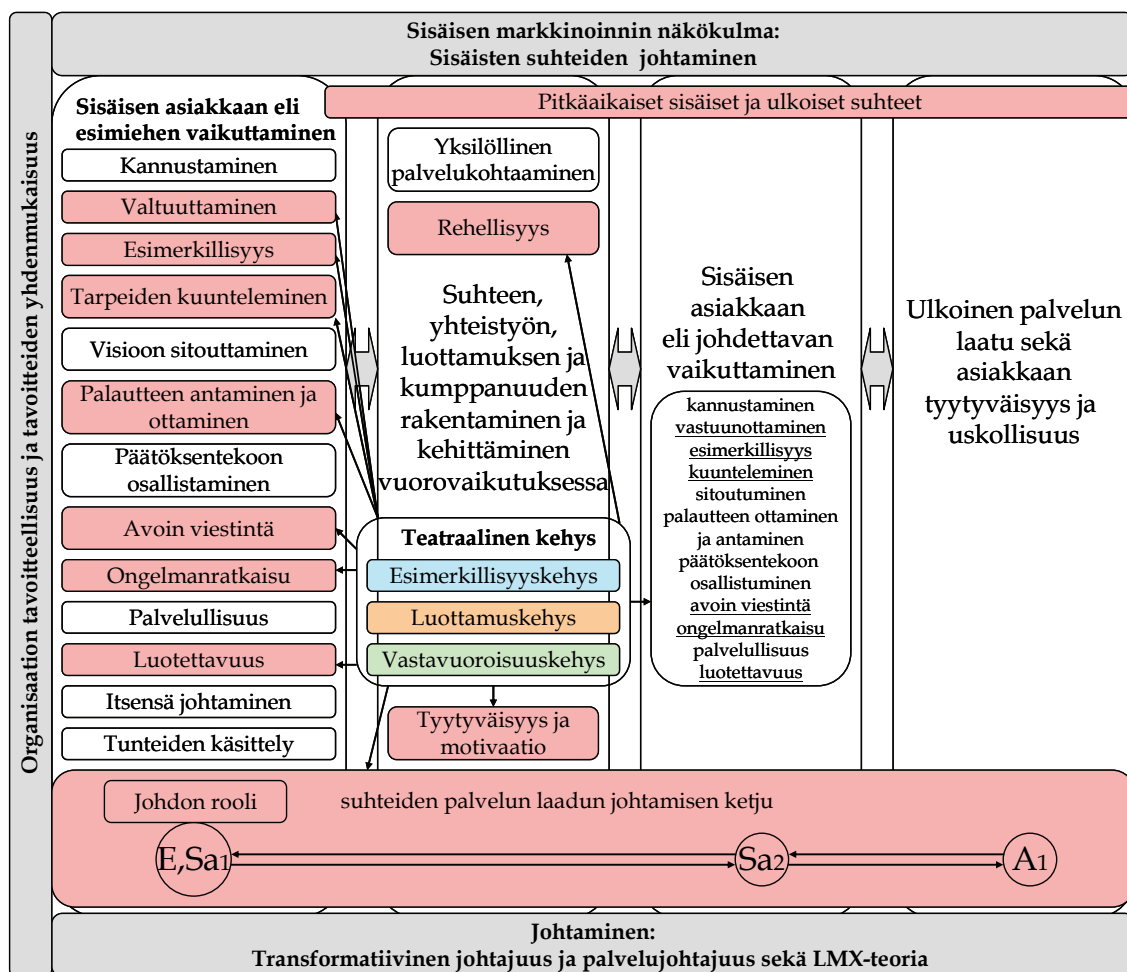 Sisäisen markkinoinnin näkökulma:
Sisäisten suhteiden johtaminen
Organisaation tavoitteellisuus ja tavoitteiden yhdenmukaisuus
Pitkäaikaiset sisäiset ja ulkoiset suhteet
Sisäisen asiakkaan eli
esimiehen vaikuttaminen
Kannustaminen
Valtuuttaminen
Esimerkillisyys
Tarpeiden kuunteleminen
Visioon sitouttaminen
Palautteen antaminen ja
ottaminen
Päätöksentekoon
osallistaminen
Avoin viestintä
Ongelmanratkaisu
Palvelullisuus
Luotettavuus
Itsensä johtaminen
Tunteiden käsittely
Yksilöllinen
palvelukohtaaminen
Rehellisyys
Suhteen,
yhteistyön,
luottamuksen ja
kumppanuuden
rakentaminen ja
kehittäminen
vuorovaikutuksessa
Teatraalinen kehys
Esimerkillisyyskehys
Luottamuskehys
Vastavuoroisuuskehys
Tyytyväisyys ja
motivaatio
Sisäisen
asiakkaan
eli johdettavan
vaikuttaminen
kannustaminen
vastuunottaminen
esimerkillisyys
kuunteleminen
sitoutuminen
palautteen ottaminen
ja antaminen
päätöksentekoon
osallistuminen
avoin viestintä
ongelmanratkaisu
palvelullisuus
luotettavuus
Ulkoinen palvelun
laatu sekä
asiakkaan
tyytyväisyys ja
uskollisuus
Johdon rooli
suhteiden palvelun laadun johtamisen ketju
E,Sa1
Sa2
A1
Johtaminen:
Transformatiivinen johtajuus ja palvelujohtajuus sekä LMX-teoria